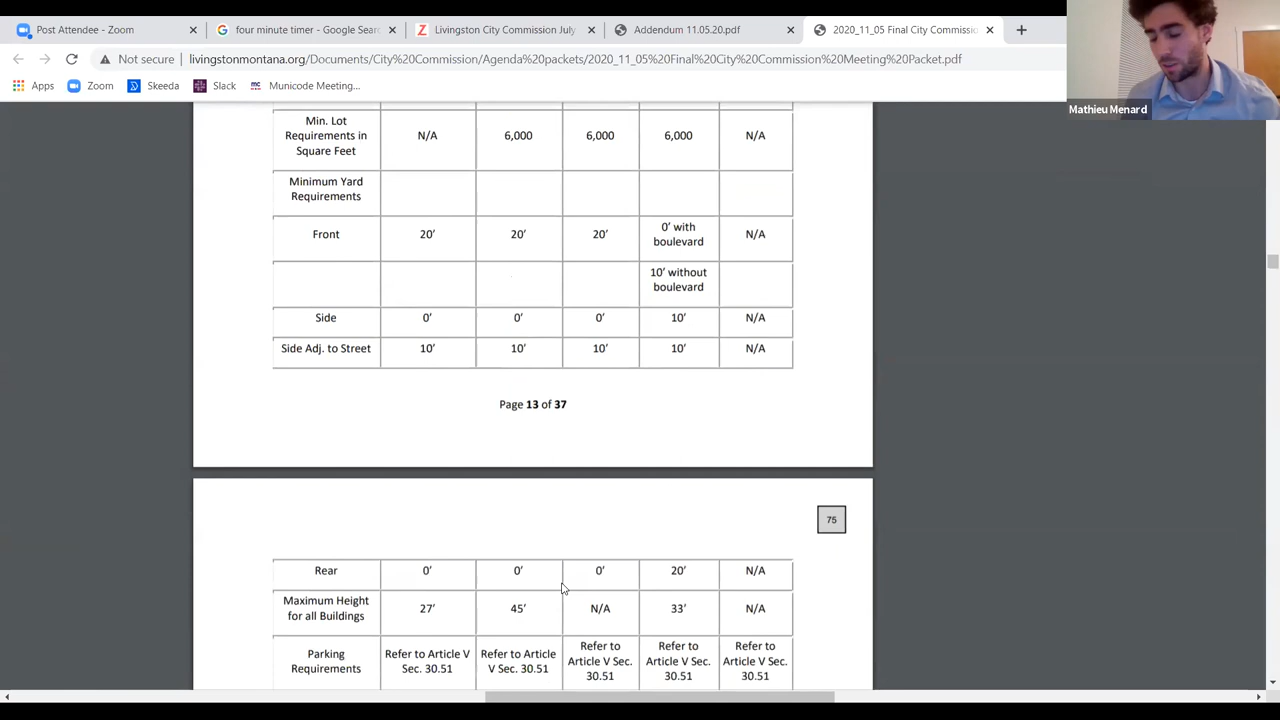 Post Attendee - Zoom
four minute timer - Google Sear
Livingston City Commission July
Addendum 11.05.20.pdf
2020_11_05 Final City Commissio
Not secure
livingstonmontana.org/Documents/City%20Commission/Agenda%20packets/2020_11_05%20Final%20City%20Commission%20Meeting%20Packet.pdf
Apps
Zoom
Skeeda
Slack
Municode Meeting...
Mathieu Menard
Min. Lot
Requirements in
Square Feet
N/A
6,000
6,000
6,000
N/A
Minimum Yard
Requirements
Front
20'
20'
20'
0' with
boulevard
N/A
10' without
boulevard
Side
0'
0'
0'
10'
N/A
Side Adj. to Street
10'
10'
10'
10'
N/A
Page 13 of 37
75
Rear
0'
0'
0'
20'
N/A
Maximum Height
for all Buildings
27'
45'
N/A
33'
N/A
Parking
Requirements
Refer to Article V
Sec. 30.51
Refer to Article
V Sec. 30.51
Refer to
Article V Sec.
30.51
Refer to
Article V Sec.
30.51
Refer to
Article V Sec.
30.51